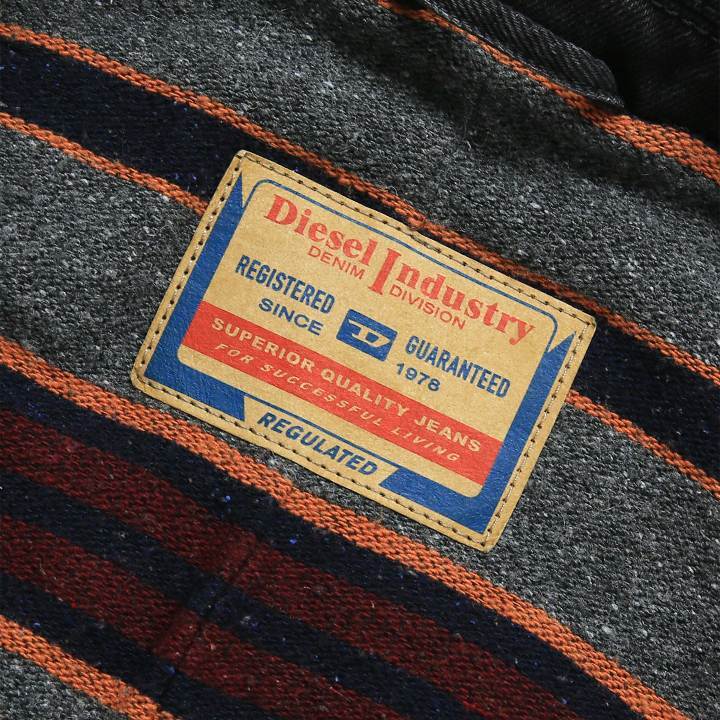 Diesel Industry
DENIM DIVISION
REGISTERED GUARANTEED
SINCE D 1978
SUPERIOR QUALITY JEANS
FOR SUCCESSFUL LIVING
REGULATED